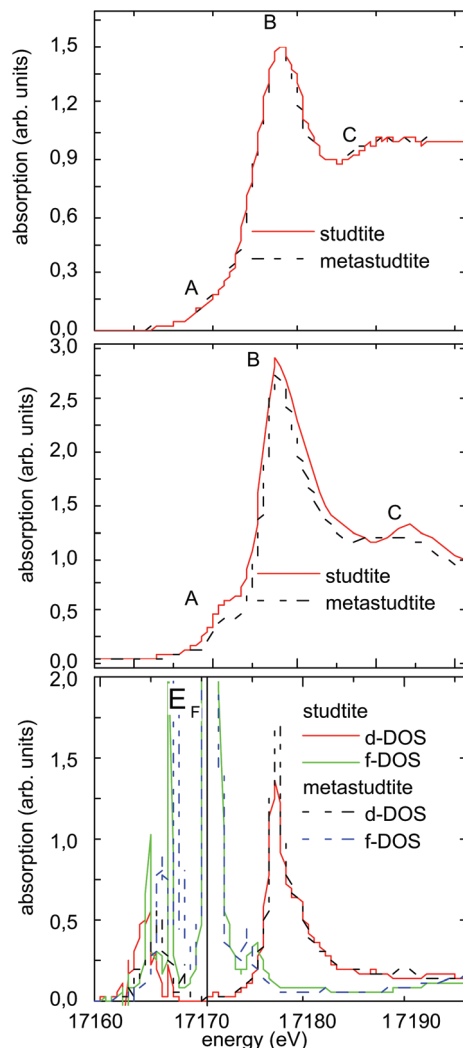 B
1,5
1,2
0,9
0,6
0,3
0,0
absorption (arb. units)
C
studtite
metastudtite
A
3,0
2,5
2,0
1,5
1,0
0,5
0,0
absorption (arb. units)
B
C
A
studtite
metastudtite
2,0
1,5
1,0
0,5
0,0
absorption (arb. units)
E F
studtite
d-DOS
f-DOS
metastudtite
d-DOS
f-DOS
17160 17170 17180 17190
energy (eV)